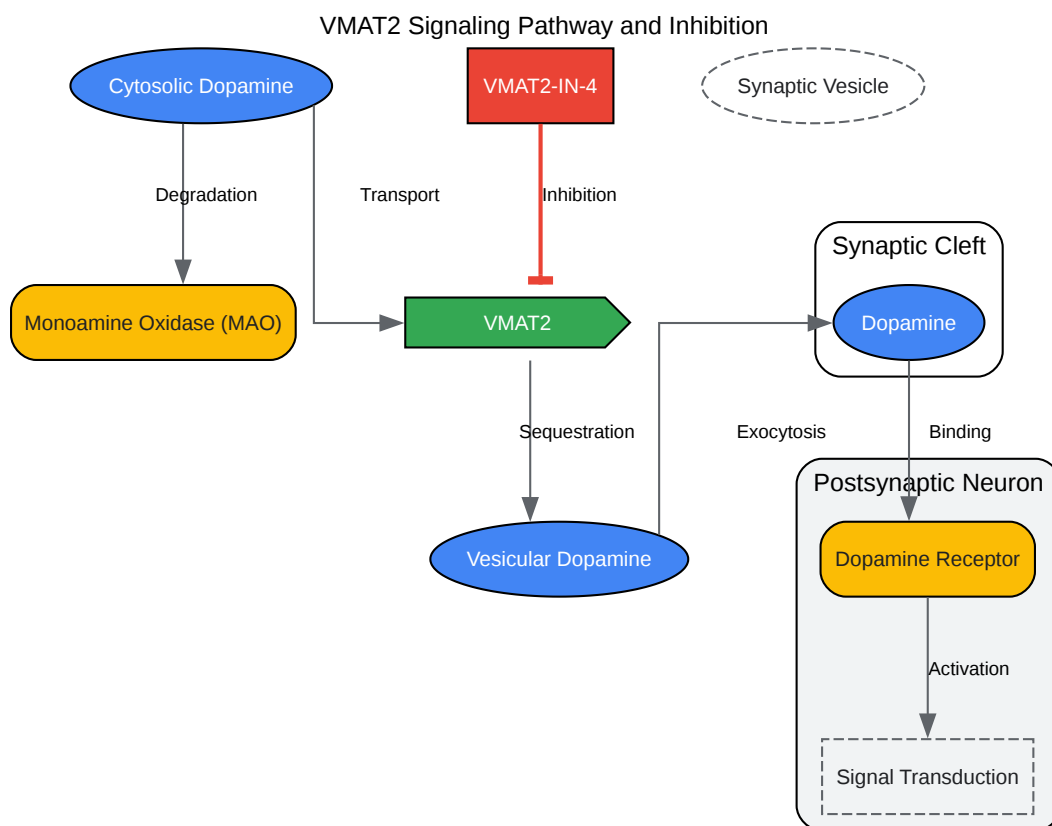 VMAT2 Signaling Pathway and Inhibition
Cytosolic Dopamine
VMAT2-IN-4
Synaptic Vesicle
Degradation
Transport
Inhibition
Synaptic Cleft
Monoamine Oxidase (MAO)
VMAT2
Dopamine
Sequestration
Exocytosis
Binding
Postsynaptic Neuron
Vesicular Dopamine
Dopamine Receptor
Activation
Signal Transduction